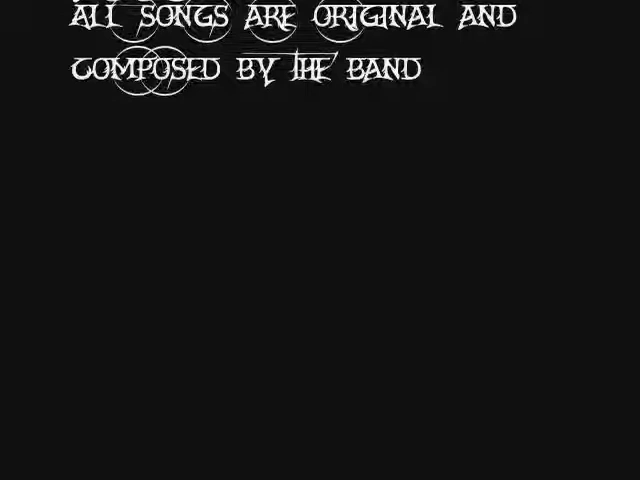 ALL SONGS ARE ORIGINAL AND
COMPOSED BY THE BAND